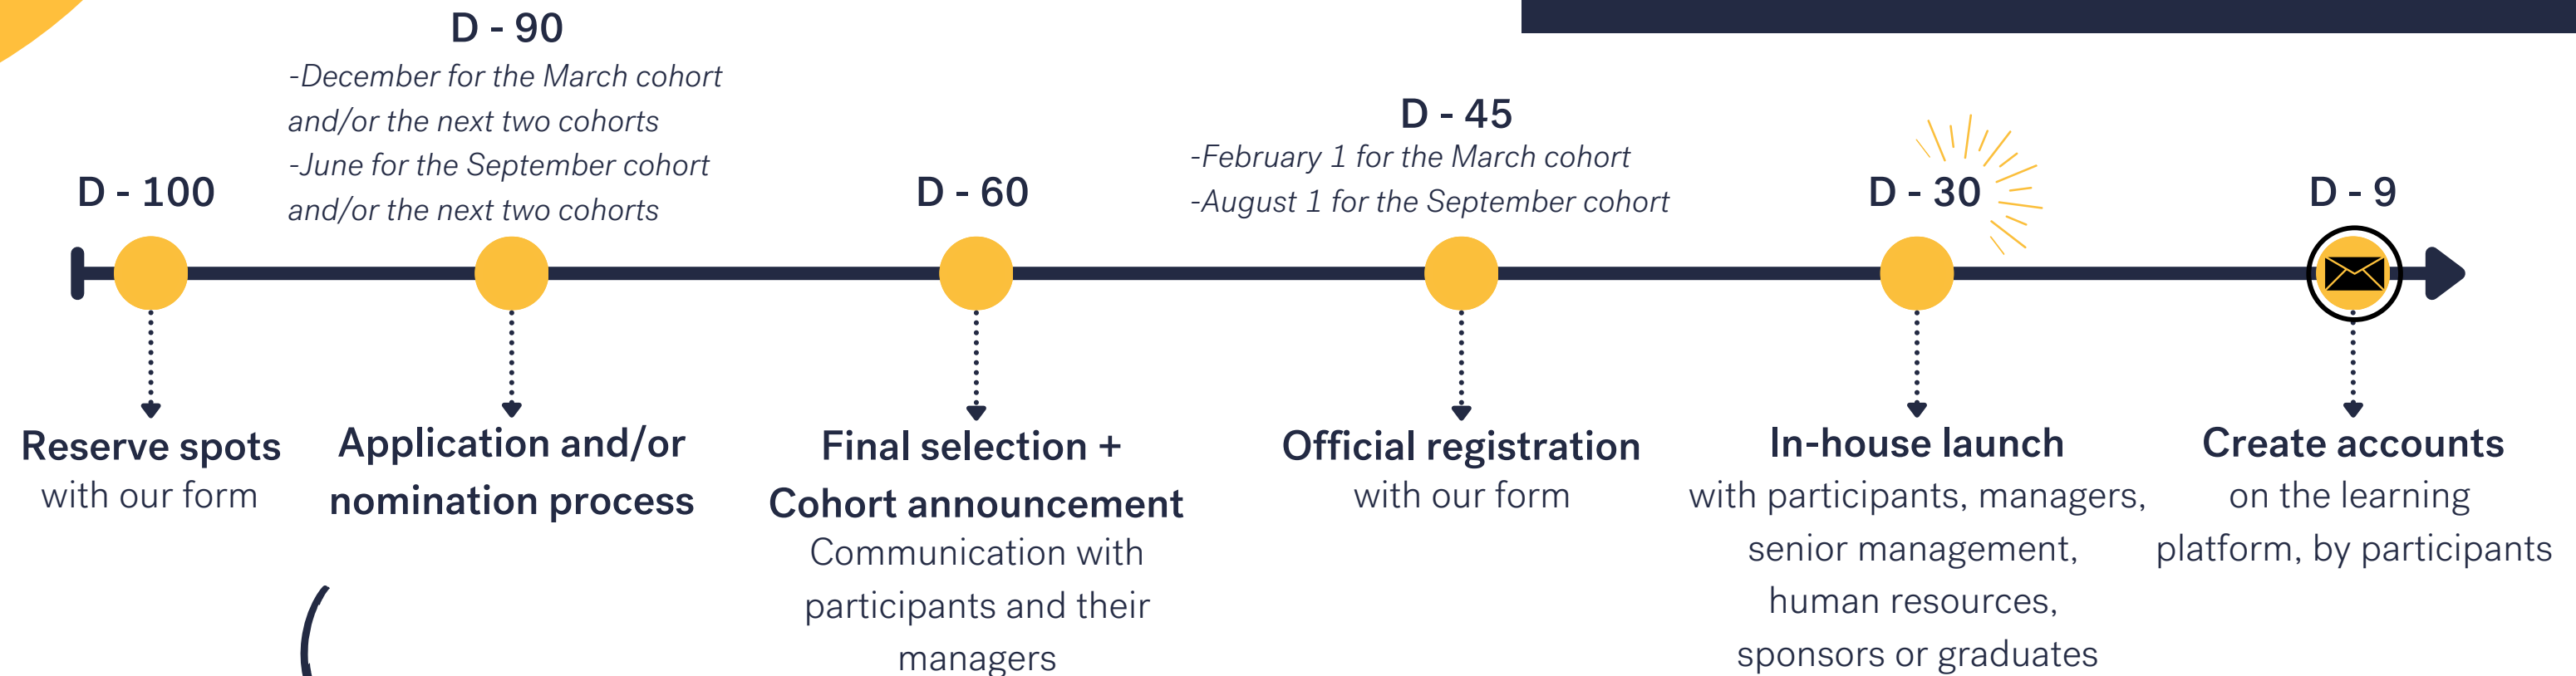 D - 100
D - 90
-December for the March cohort
and/or the next two cohorts
-June for the September cohort
and/or the next two cohorts
D - 60
D - 45
-February 1 for the March cohort
-August 1 for the September cohort
D - 30
D - 9
Reserve spots
with our form
Application and/or
nomination process
Final selection +
Cohort announcement
Communication with
participants and their
managers
Official registration
with our form
In-house launch
with participants, managers,
senior management,
human resources,
sponsors or graduates
Create accounts
on the learning
platform, by participants